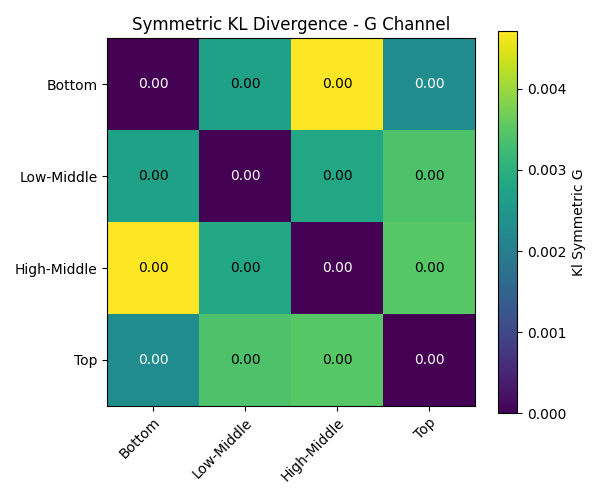 Symmetric KL Divergence - G Channel
Bottom 0.00 0.00 0.00 0.00
Low-Middle 0.00 0.00 0.00 0.00
High-Middle 0.00 0.00 0.00 0.00
Top 0.00 0.00 0.00 0.00
Bottom Low-Middle High-Middle Top
0.004
0.003
0.002
0.001
0.000
Kl Symmetric G